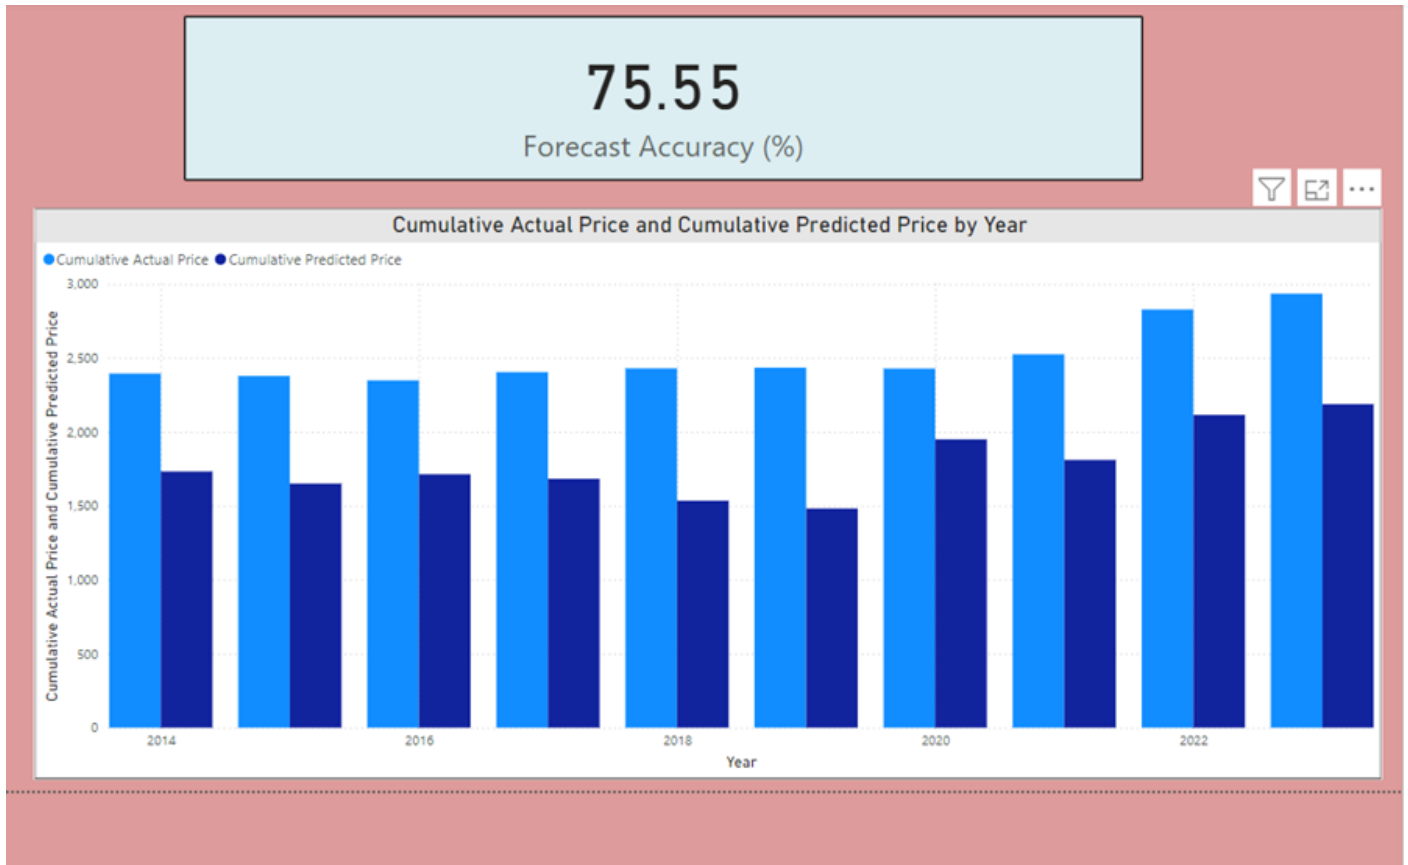 75.55
Forecast Accuracy (%)
Cumulative Actual Price and Cumulative Predicted Price by Year
Cumulative Actual Price Cumulative Predicted Price
Cumulative Actual Price and Cumulative Predicted Price
3,000
2,500
2,000
1,500
1,000
500
0
2014 2016 2018 2020 2022
Year